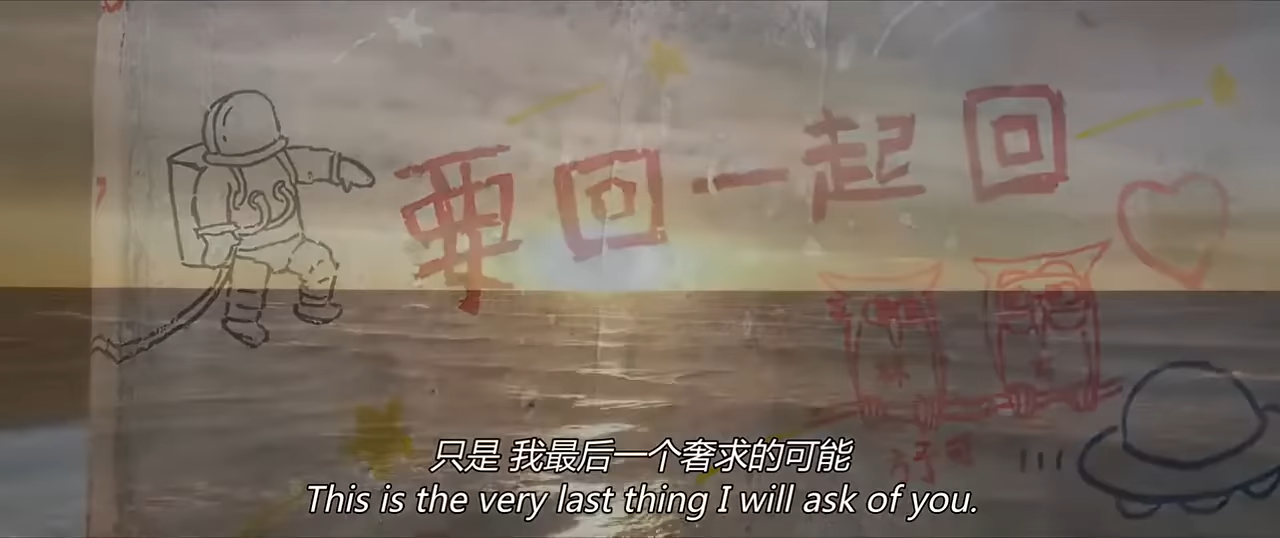 要回一起回
林
只是 我最后一个奢求的可能
This is the very last thing I will ask of you.